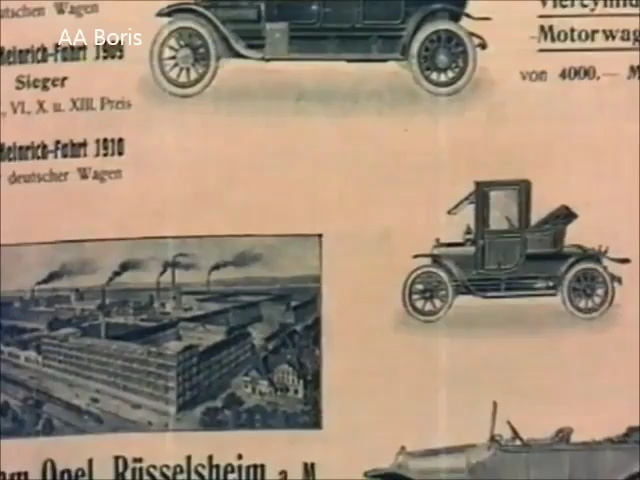 deutschen Wagen
AA Boris
Heinrich-Fahrt 1909
Sieger
, VI., X. u. XIII. Preis
Heinrich-Fahrt 1910
deutscher Wagen
-Motorwag
von 4000.— M
Opel, Rüsselsheim a. M